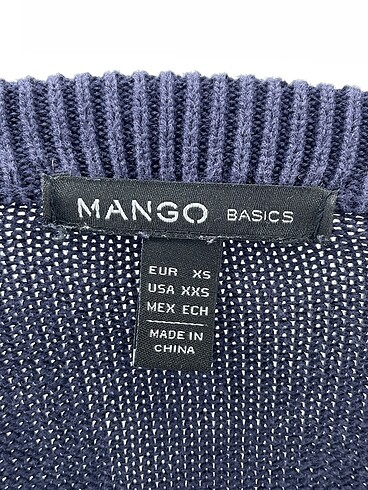 MANGO BASICS
EUR XS
USA XXS
MEX ECH
MADE IN
CHINA